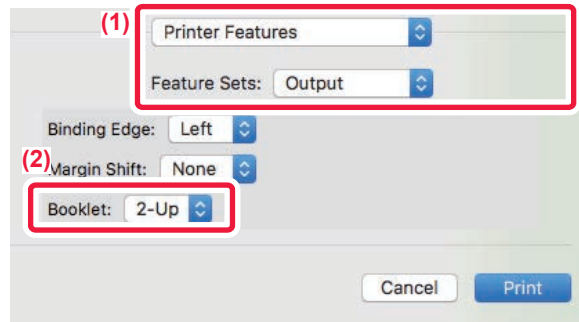 (1)
Printer Features
Feature Sets: Output
Binding Edge: Left
(2)
Margin Shift: None
Booklet: 2-Up
Cancel Print